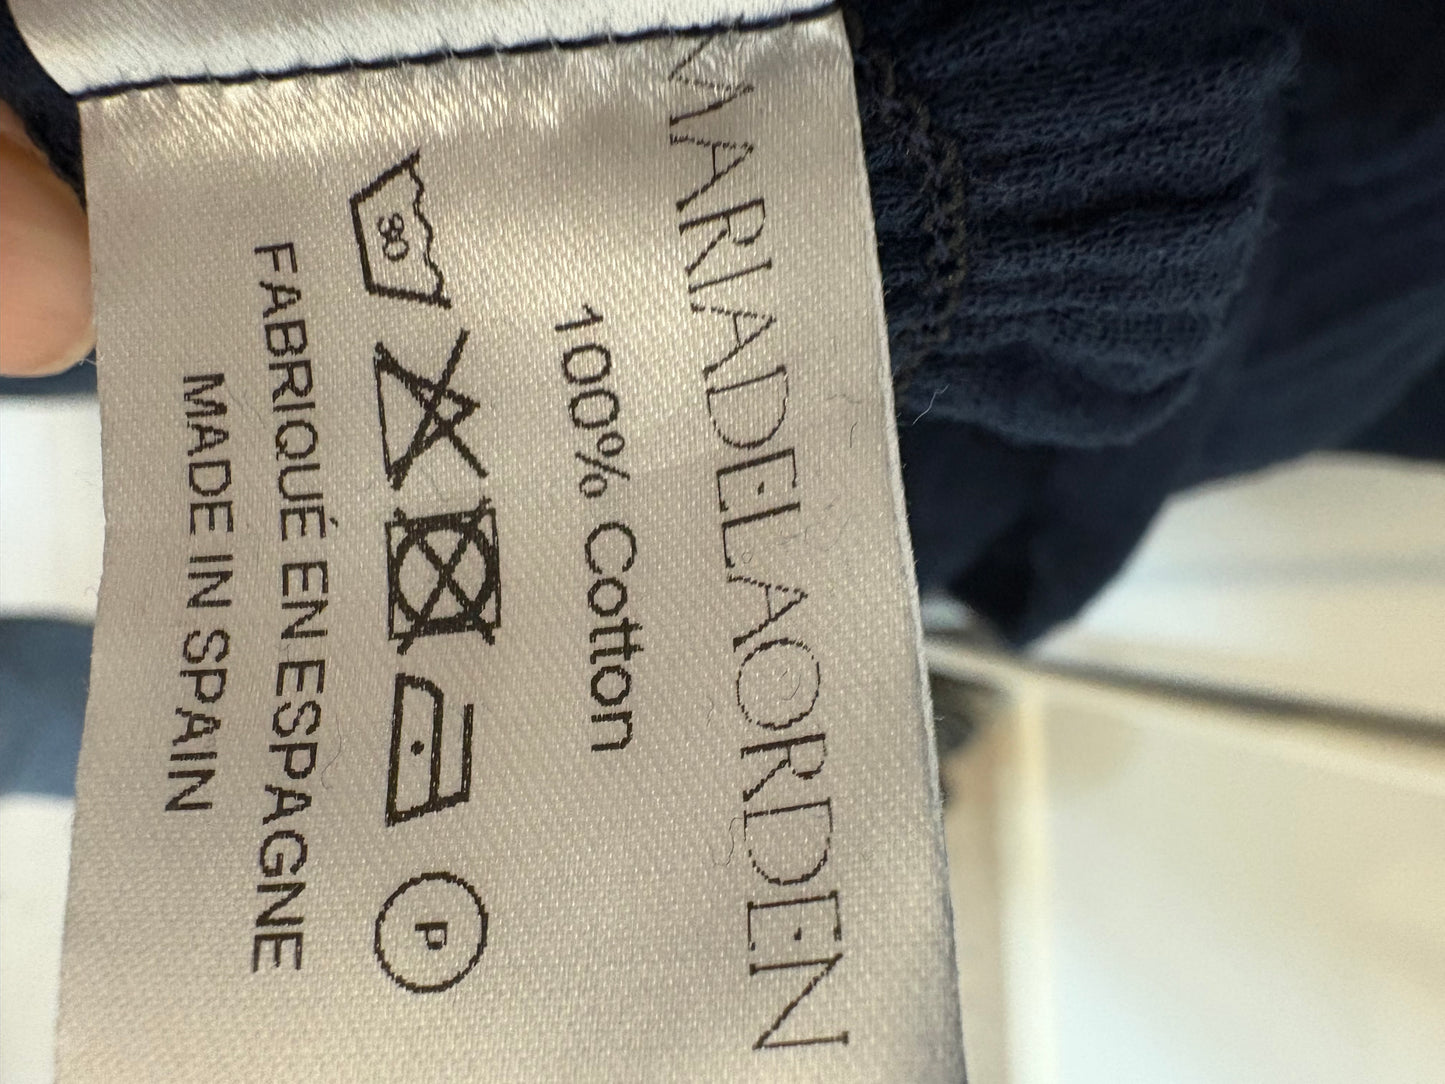 MARIADELAORDEN
100% Cotton
30
P
FABRIQUÉ EN ESPAGNE
MADE IN SPAIN